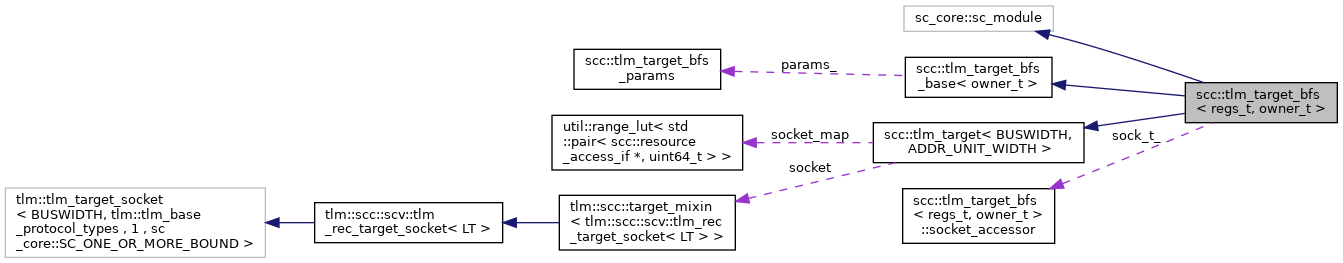 sc_core::sc_module
scc::tlm_target_bfs
_params
params_
scc::tlm_target_bfs
_base< owner_t >
scc::tlm_target_bfs
< regs_t, owner_t >
util::range_lut< std
::pair< scc::resource
_access_if *, uint64_t > >
socket_map
scc::tlm_target< BUSWIDTH,
ADDR_UNIT_WIDTH >
sock_t_
socket
tlm::tlm_target_socket
< BUSWIDTH, tlm::tlm_base
_protocol_types , 1 , sc
_core::SC_ONE_OR_MORE_BOUND >
tlm::scc::scv::tlm
_rec_target_socket< LT >
tlm::scc::target_mixin
< tlm::scc::scv::tlm_rec
_target_socket< LT > >
scc::tlm_target_bfs
< regs_t, owner_t >
::socket_accessor